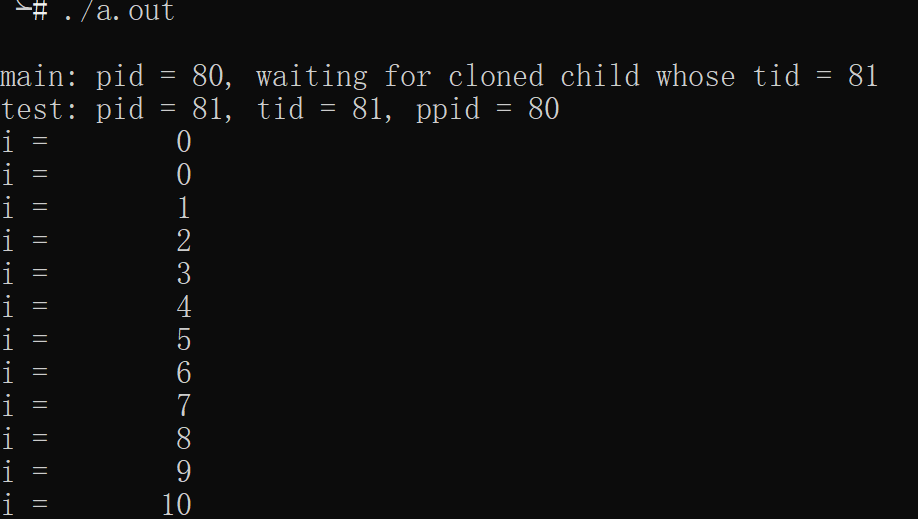 # ./a.out
main: pid = 80, waiting for cloned child whose tid = 81
test: pid = 81, tid = 81, ppid = 80
i =        0
i =        0
i =        1
i =        2
i =        3
i =        4
i =        5
i =        6
i =        7
i =        8
i =        9
i =       10